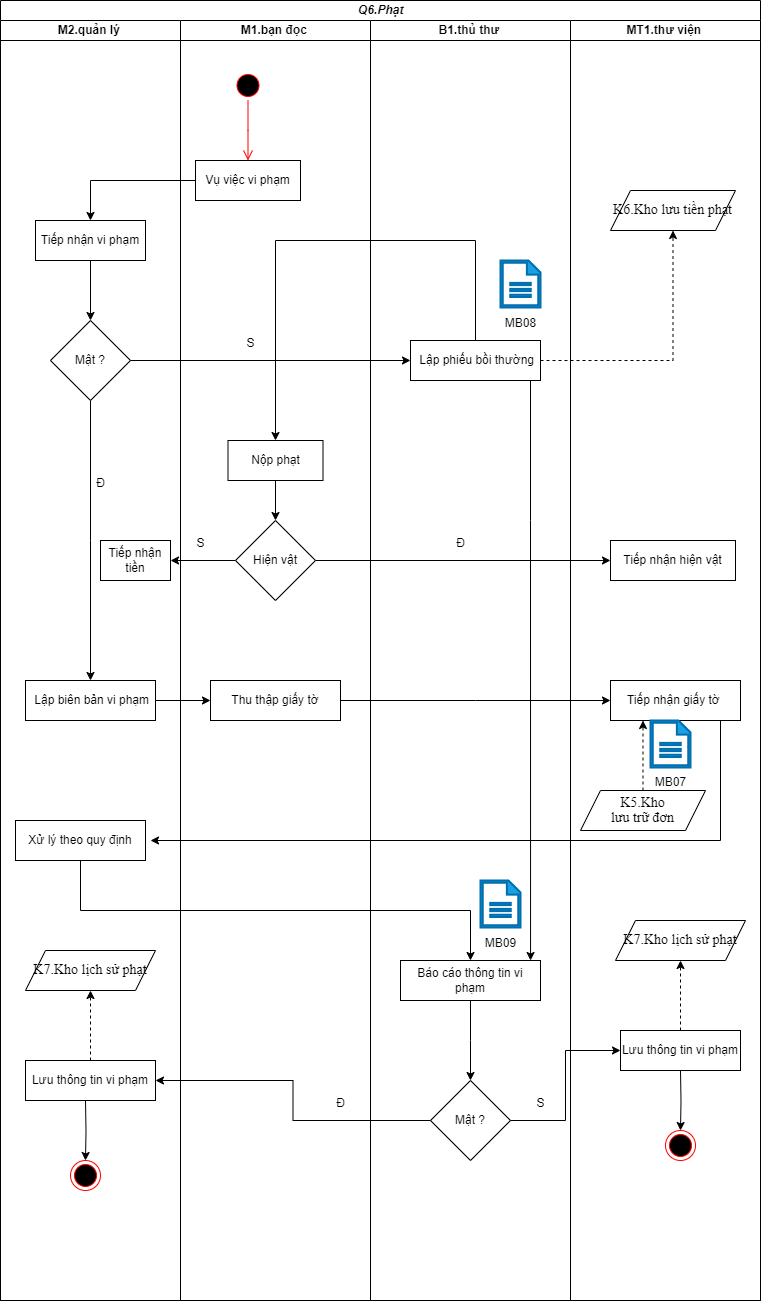 Q6.Phạt
M2.quản lý
M1.bạn đọc
B1.thủ thư
MT1.thư viện
Vụ việc vi phạm
K6.Kho lưu tiền phạt
Tiếp nhận vi phạm
MB08
S
Mật ?
Lập phiếu bồi thường
Nộp phạt
Đ
S
Đ
Tiếp nhận
tiền
Hiện vật
Tiếp nhận hiện vật
Lập biên bản vi phạm
Thu thập giấy tờ
Tiếp nhận giấy tờ
MB07
K5.Kho
lưu trữ đơn
Xử lý theo quy định
MB09
K7.Kho lịch sử phạt
K7.Kho lịch sử phạt
Báo cáo thông tin vi
phạm
Lưu thông tin vi phạm
Lưu thông tin vi phạm
Đ
S
Mật ?